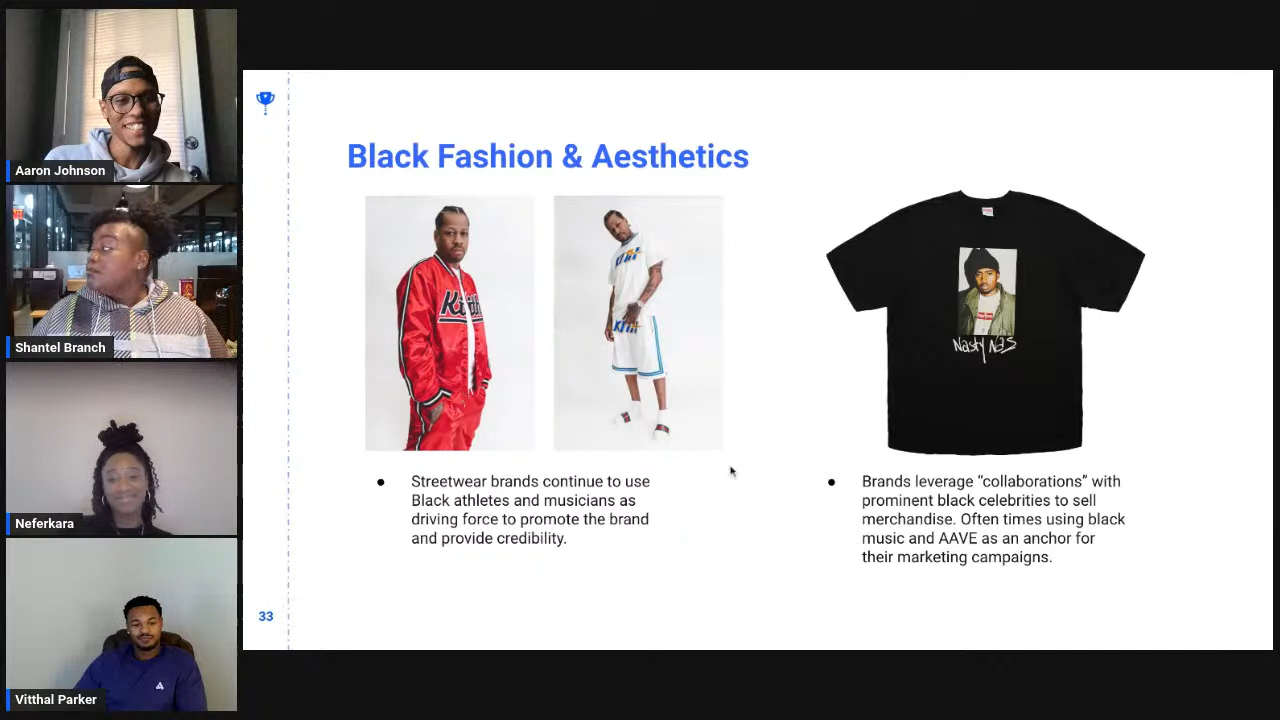 Aaron Johnson
Shantel Branch
Neferkara
Vitthal Parker
Black Fashion & Aesthetics
Kith
KITH
Nasty NAS
● Streetwear brands continue to use
Black athletes and musicians as
driving force to promote the brand
and provide credibility.
● Brands leverage “collaborations” with
prominent black celebrities to sell
merchandise. Often times using black
music and AAVE as an anchor for
their marketing campaigns.
33